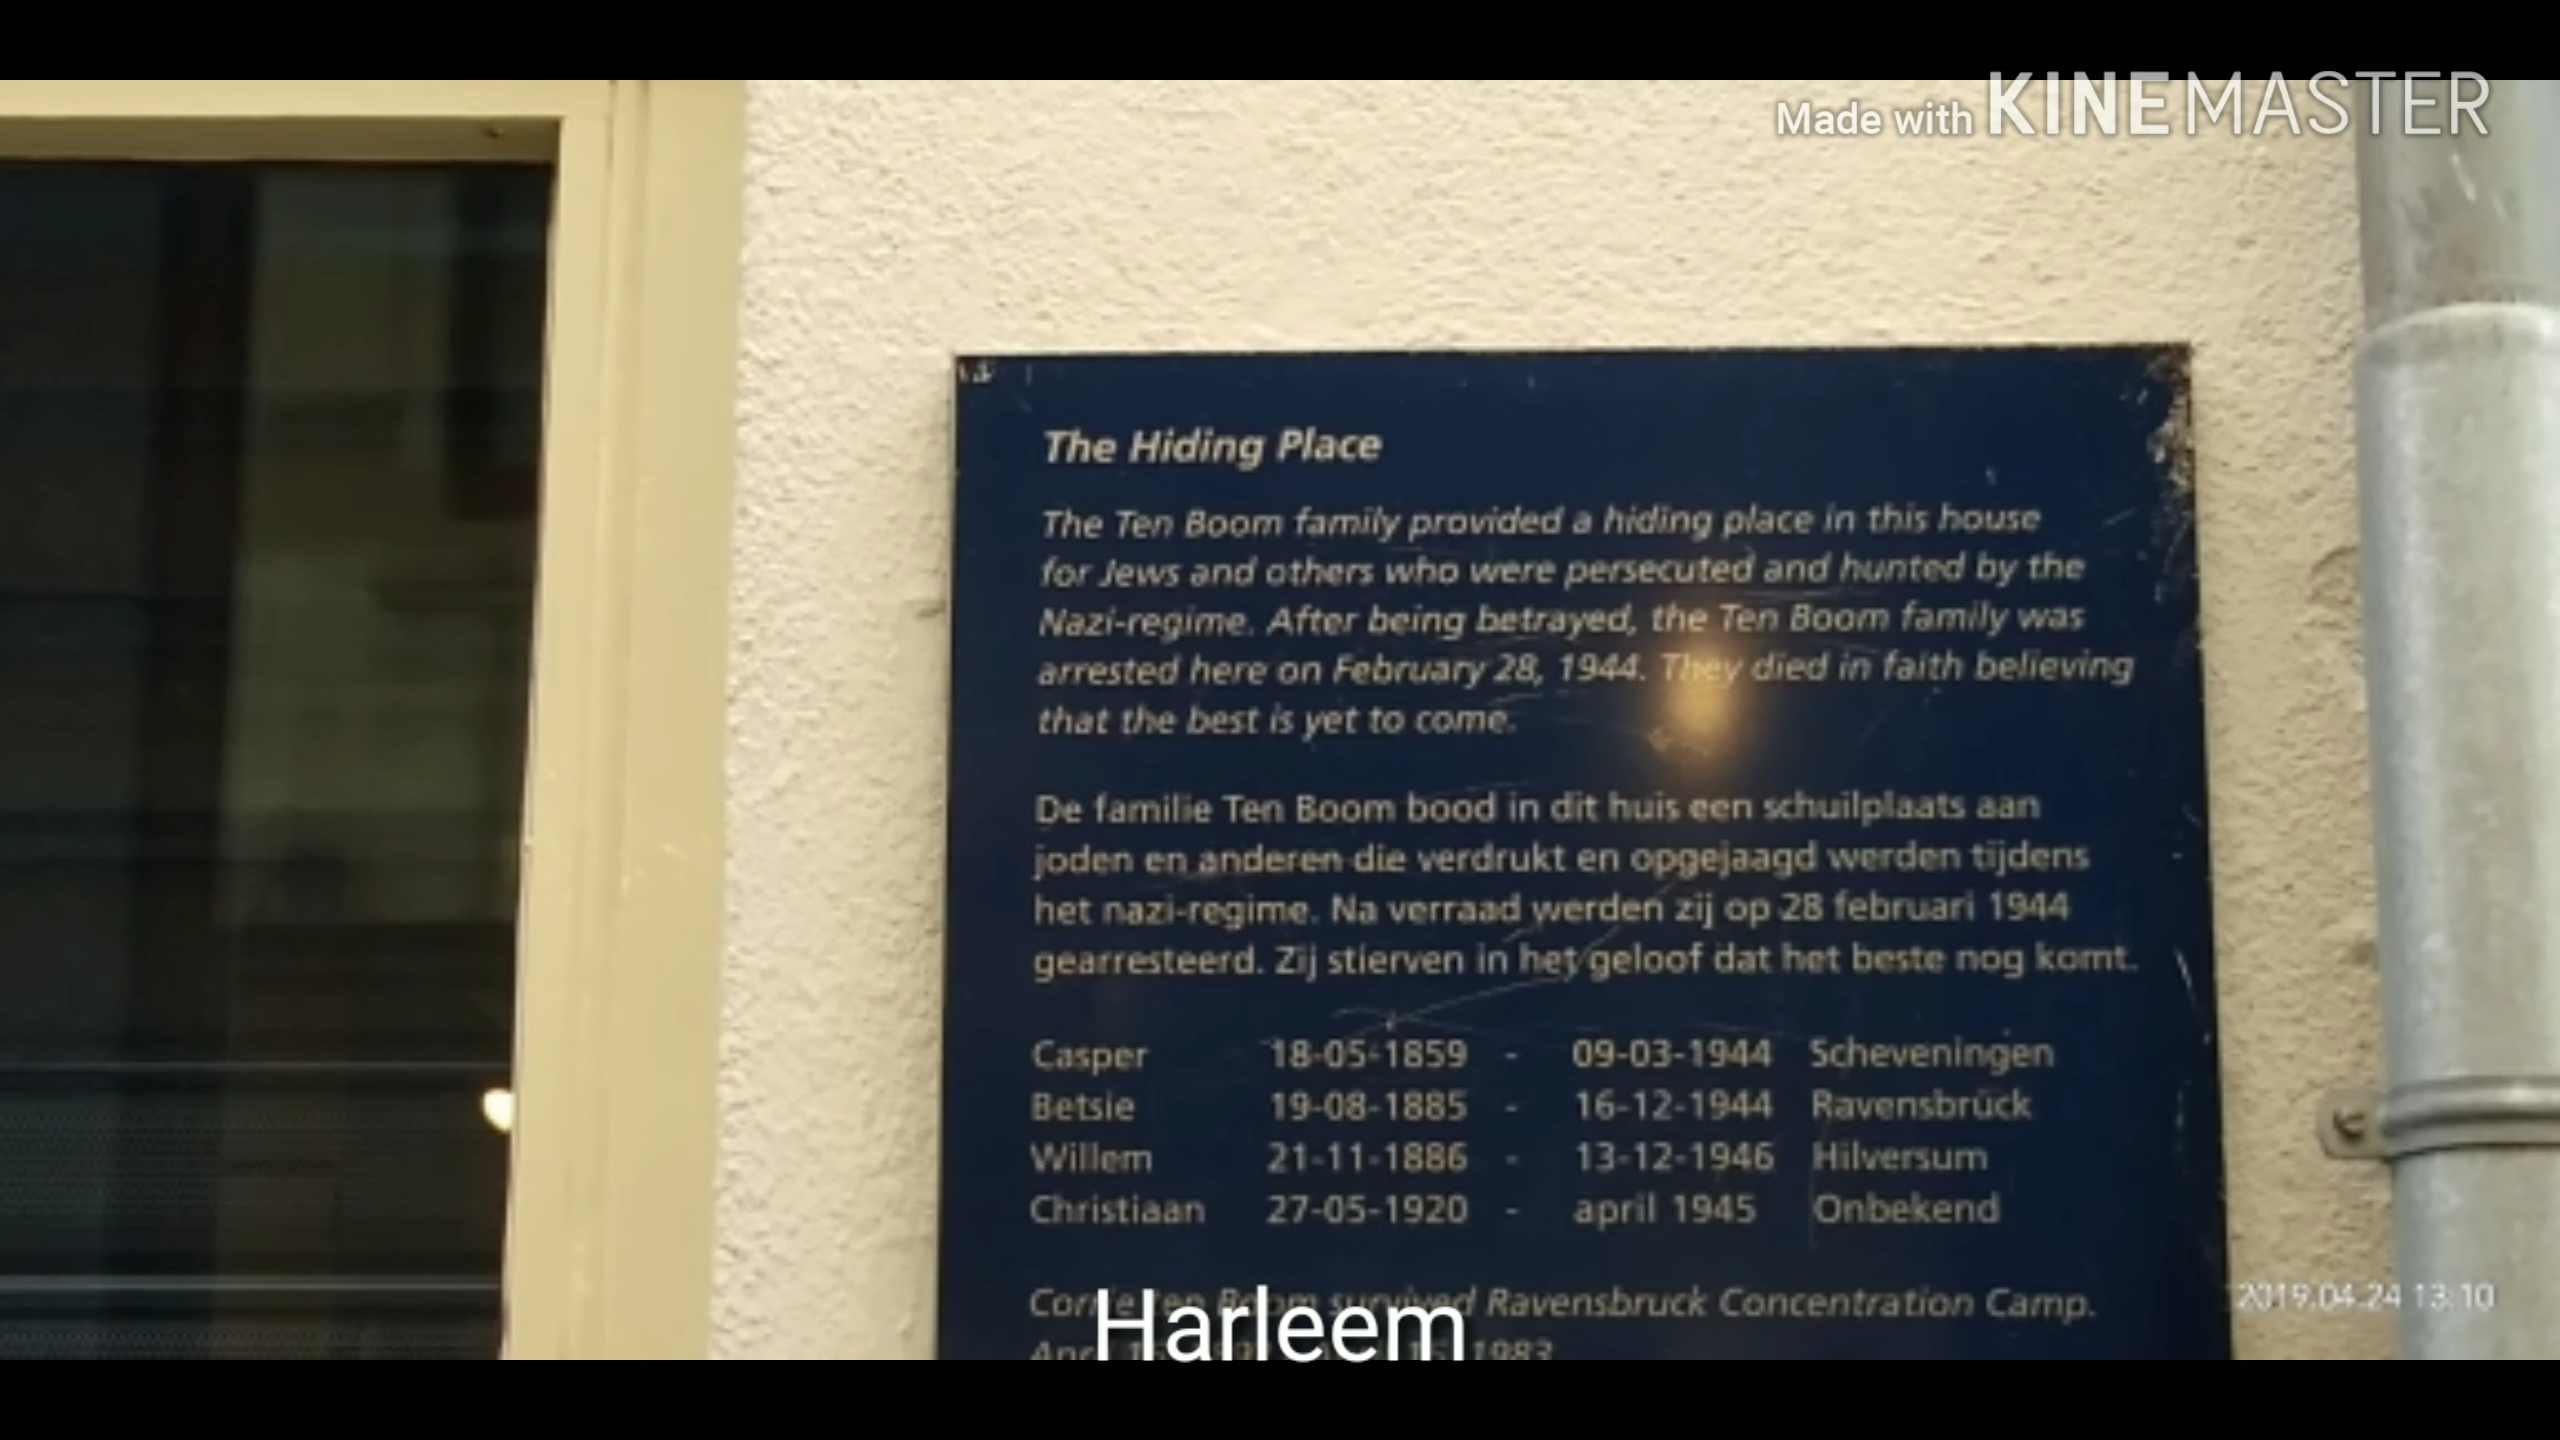 Made with KINEMASTER
The Hiding Place
The Ten Boom family provided a hiding place in this house
for Jews and others who were persecuted and hunted by the
Nazi-regime. After being betrayed, the Ten Boom family was
arrested here on February 28, 1944. They died in faith believing
that the best is yet to come.
De familie Ten Boom bood in dit huis een schuilplaats aan
joden en anderen die verdrukt en opgejaagd werden tijdens
het nazi-regime. Na verraad werden zij op 28 februari 1944
gearresteerd. Zij stierven in het geloof dat het beste nog komt.
Casper 18-05-1859 - 09-03-1944 Scheveningen
Betsie 19-08-1885 - 16-12-1944 Ravensbrück
Willem 21-11-1886 - 13-12-1946 Hilversum
Christiaan 27-05-1920 - april 1945 Onbekend
Corrie ten Boom survived Ravensbruck Concentration Camp.
1983
Harleem
2019.04.24 13:10